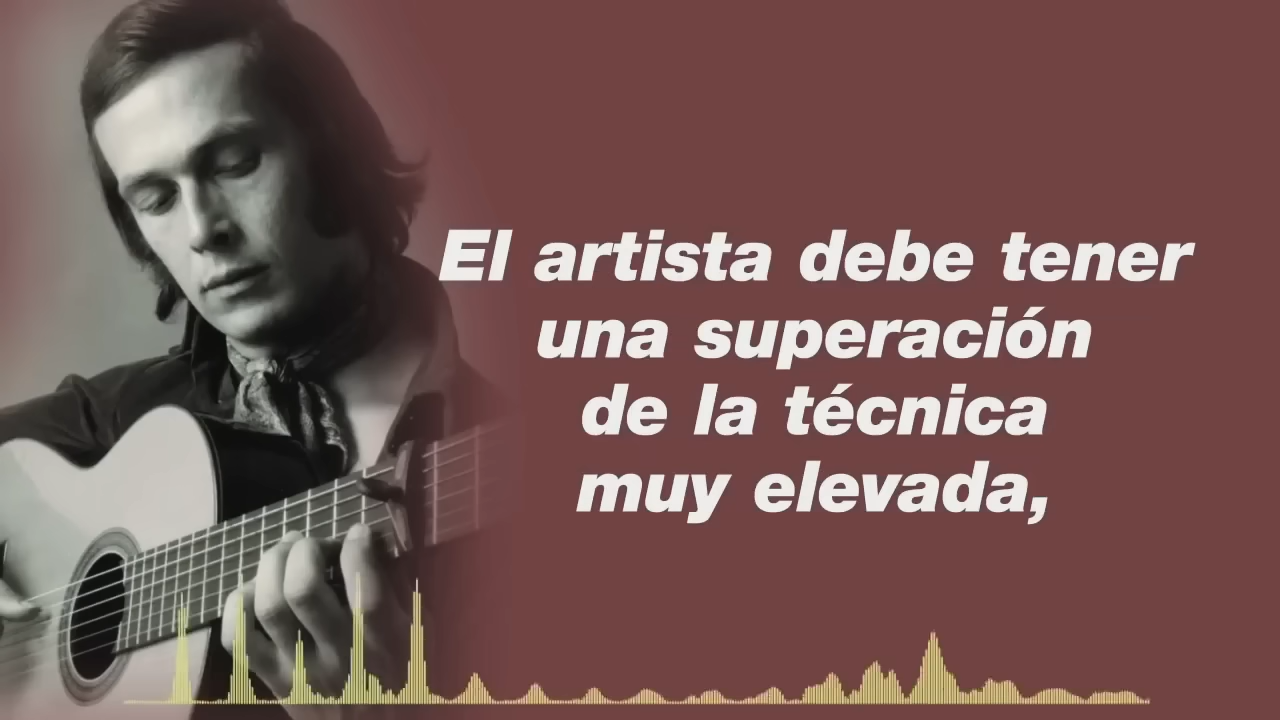 El artista debe tener
una superación
de la técnica
muy elevada,